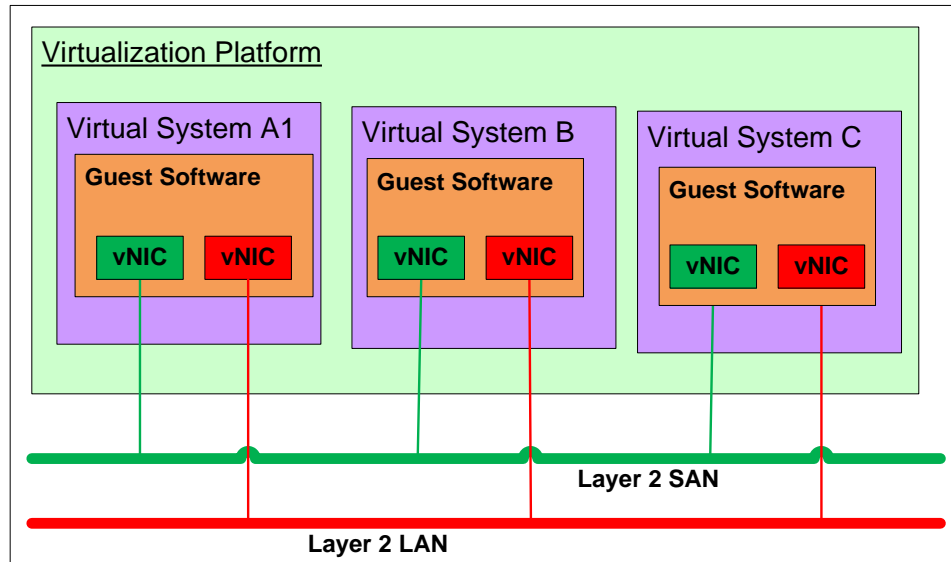 Virtualization Platform
Virtual System A1
Guest Software
vNIC
vNIC
Virtual System B
Guest Software
vNIC
vNIC
Virtual System C
Guest Software
vNIC
vNIC
Layer 2 SAN
Layer 2 LAN